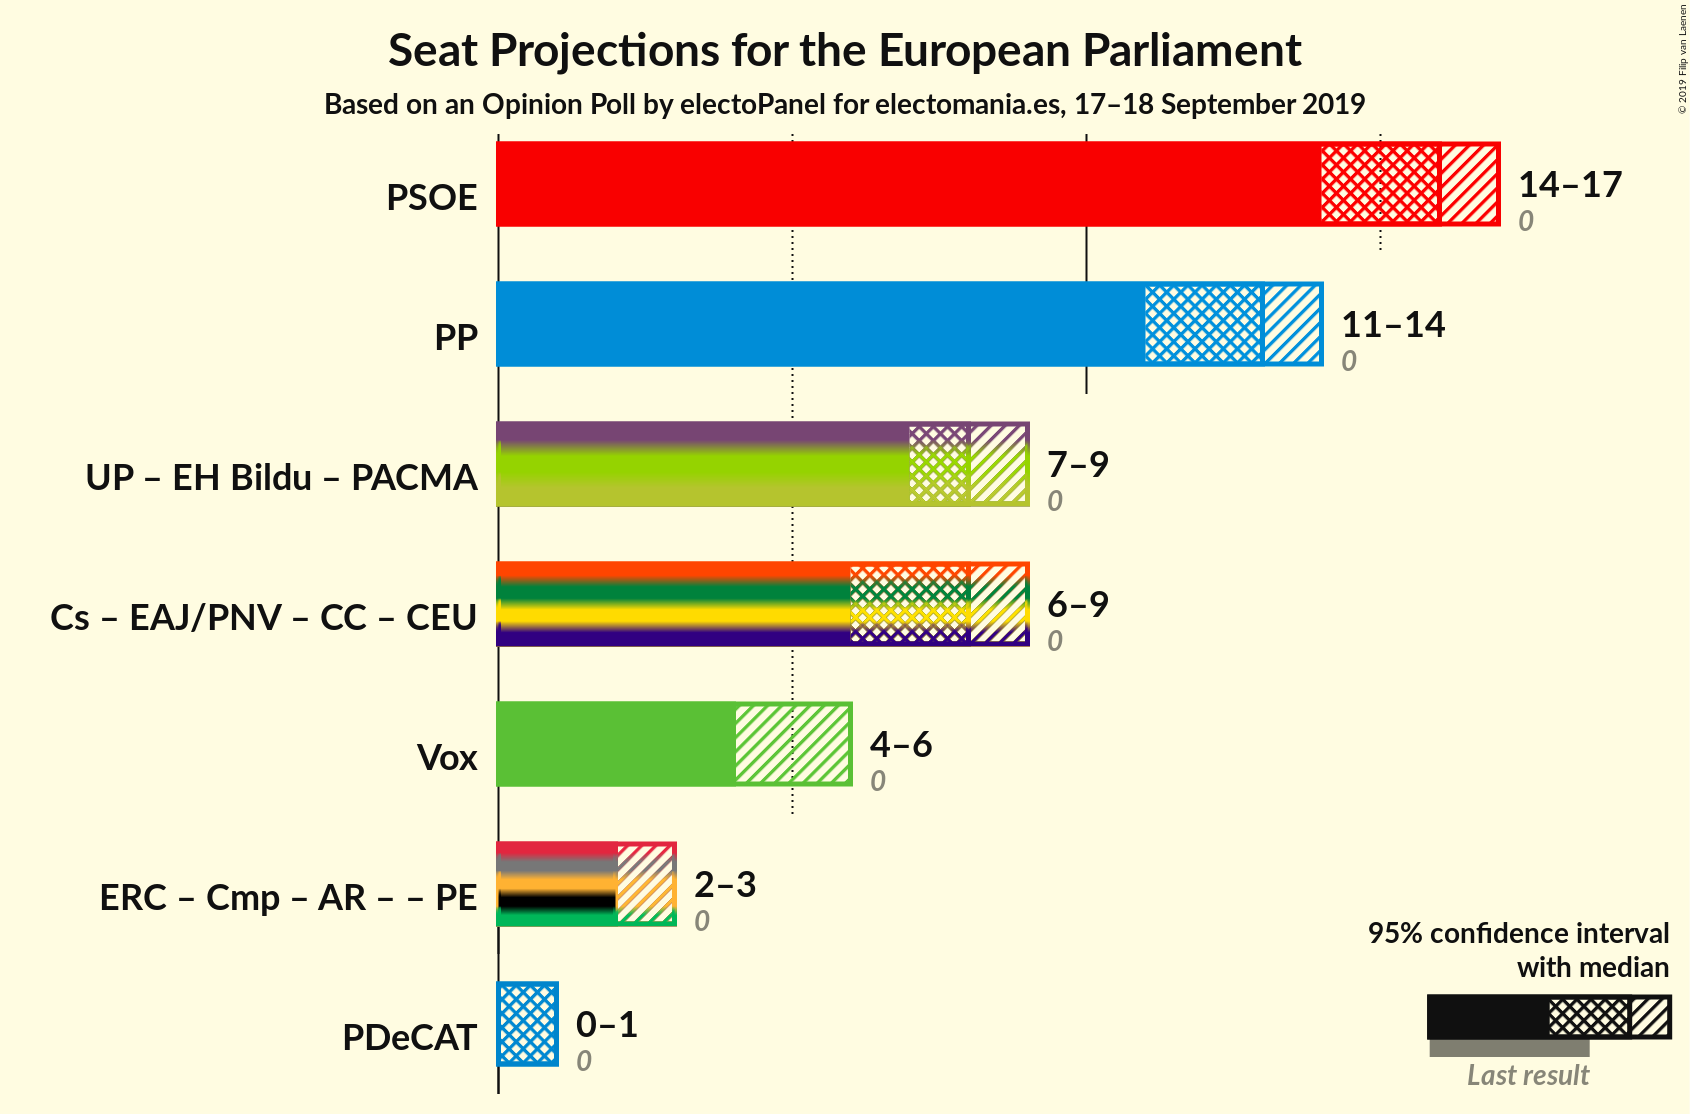 Seat Projections for the European Parliament
Based on an Opinion Poll by electoPanel for electomania.es, 17–18 September 2019
© 2019 Filip van Laenen
PSOE
14–17
0
PP
11–14
0
UP – EH Bildu – PACMA
7–9
0
Cs – EAJ/PNV – CC – CEU
6–9
0
Vox
4–6
0
ERC – Cmp – AR – – PE
2–3
0
PDeCAT
0–1
0
95% confidence interval
with median
Last result